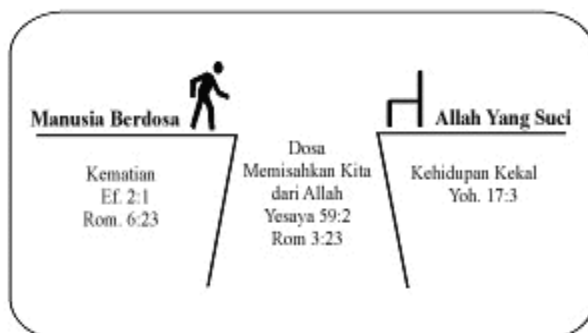 Manusia Berdosa
Kematian
Ef. 2:1
Rom. 6:23
Dosa
Memisahkan Kita
dari Allah
Yesaya 59:2
Rom 3:23
Allah Yang Suci
Kehidupan Kekal
Yoh. 17:3